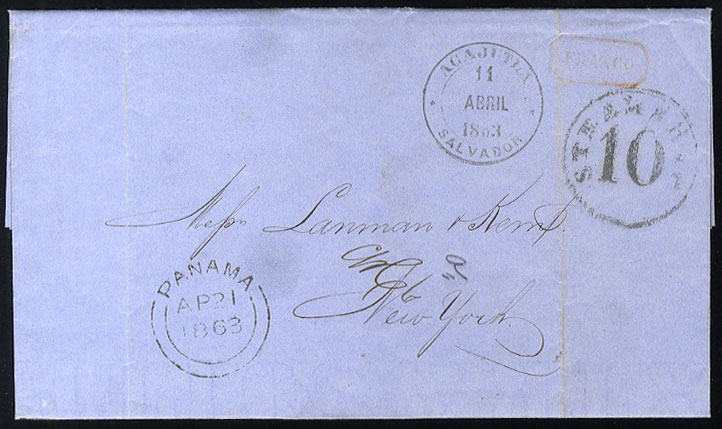 ACAJUTLA
11
ABRIL
1863
SALVADOR
FRANCO
STEAMSHIP
10
Messrs Lanman & Kemp.
New York.
PANAMA
AP 21
1863